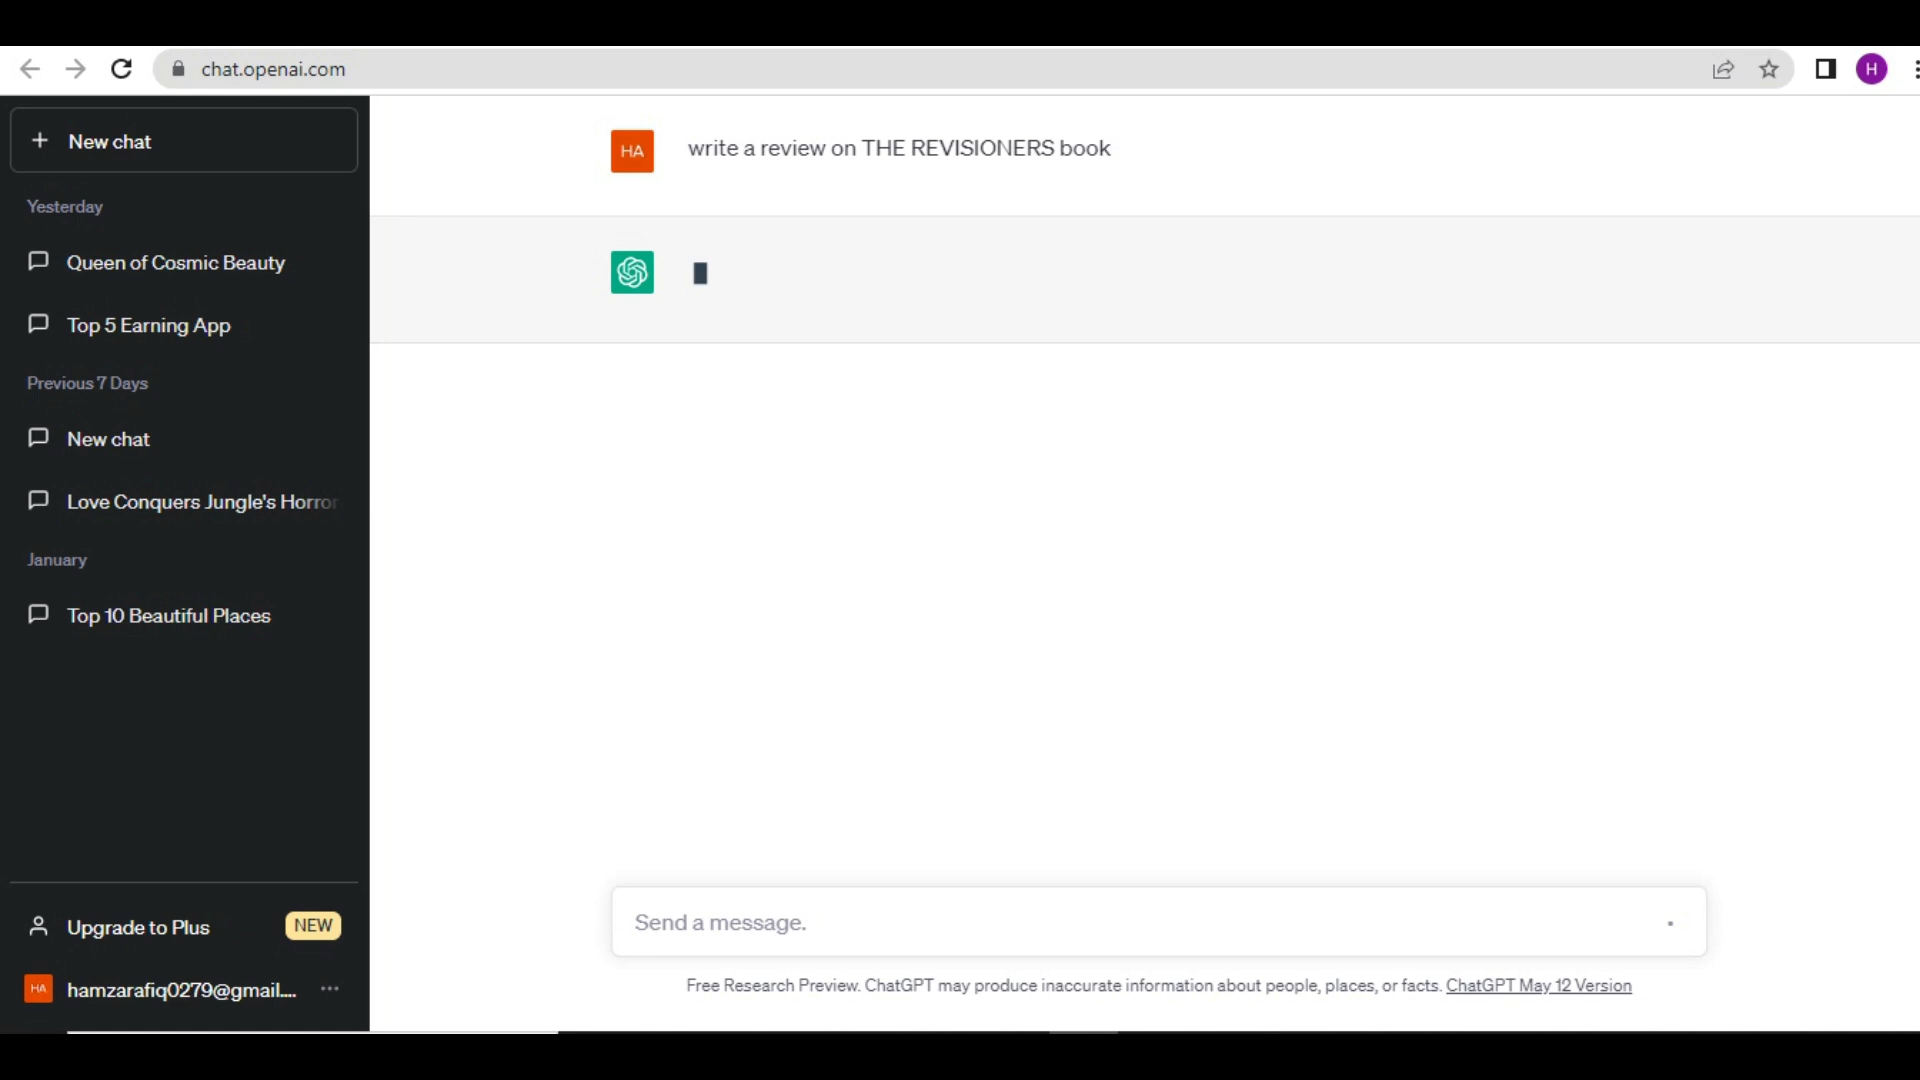 chat.openai.com
H
New chat
Yesterday
Queen of Cosmic Beauty
Top 5 Earning App
Previous 7 Days
New chat
Love Conquers Jungle's Horror
January
Top 10 Beautiful Places
Upgrade to Plus NEW
HA hamzarafiq0279@gmail.... ···
HA write a review on THE REVISIONERS book
Send a message.
Free Research Preview. ChatGPT may produce inaccurate information about people, places, or facts. ChatGPT May 12 Version